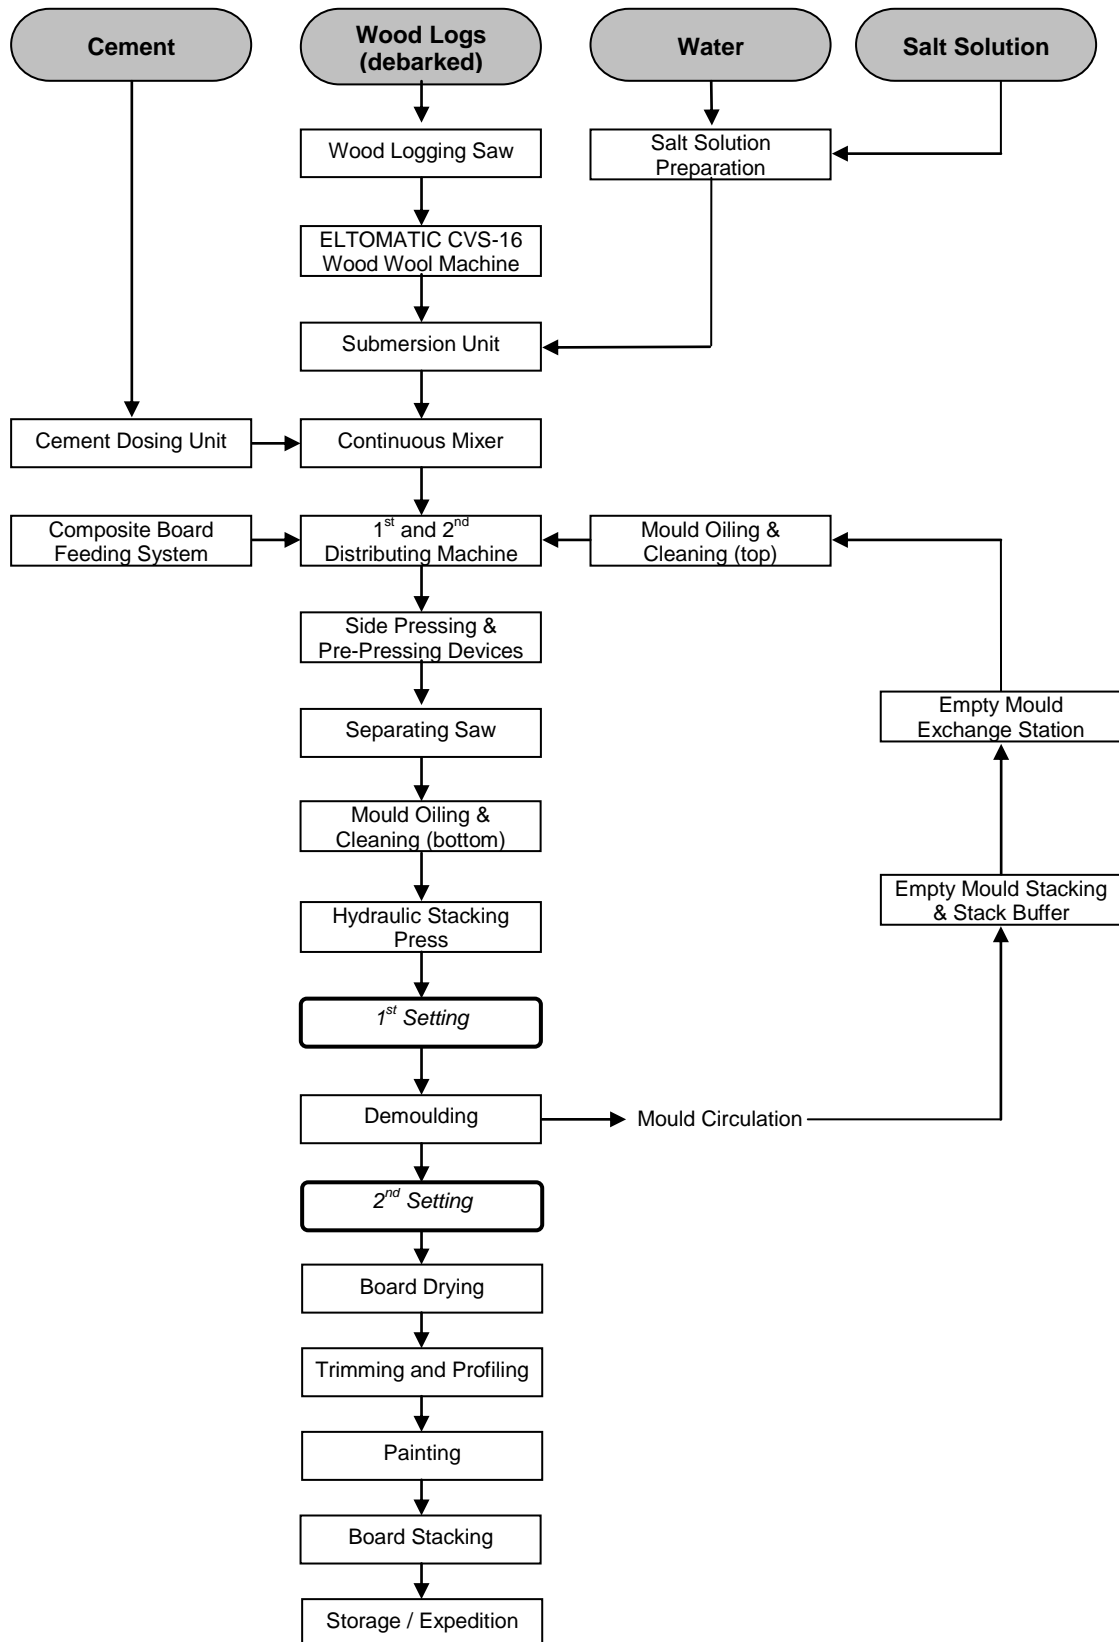 Cement
Wood Logs
(debarked)
Water
Salt Solution
Wood Logging Saw
Salt Solution
Preparation
ELTOMATIC CVS-16
Wood Wool Machine
Submersion Unit
Cement Dosing Unit
Continuous Mixer
Composite Board
Feeding System
1st and 2nd
Distributing Machine
Mould Oiling &
Cleaning (top)
Side Pressing &
Pre-Pressing Devices
Separating Saw
Empty Mould
Exchange Station
Mould Oiling &
Cleaning (bottom)
Empty Mould Stacking
& Stack Buffer
Hydraulic Stacking
Press
1st Setting
Demoulding
Mould Circulation
2nd Setting
Board Drying
Trimming and Profiling
Painting
Board Stacking
Storage / Expedition